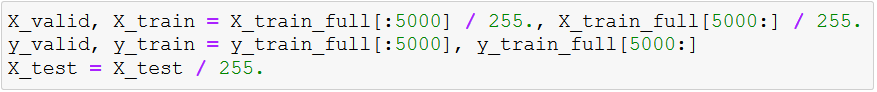 X_valid, X_train = X_train_full[:5000] / 255., X_train_full[5000:] / 255.
y_valid, y_train = y_train_full[:5000], y_train_full[5000:]
X_test = X_test / 255.